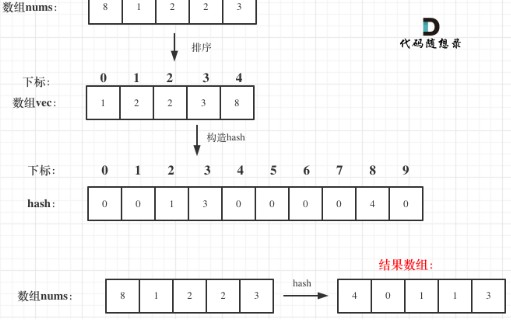 数组nums: 8 1 2 2 3
排序
代码随想录
下标: 0 1 2 3 4
数组vec: 1 2 2 3 8
构造hash
下标: 0 1 2 3 4 5 6 7 8 9
hash: 0 0 1 3 0 0 0 0 4 0
结果数组:
数组nums: 8 1 2 2 3 hash 4 0 1 1 3